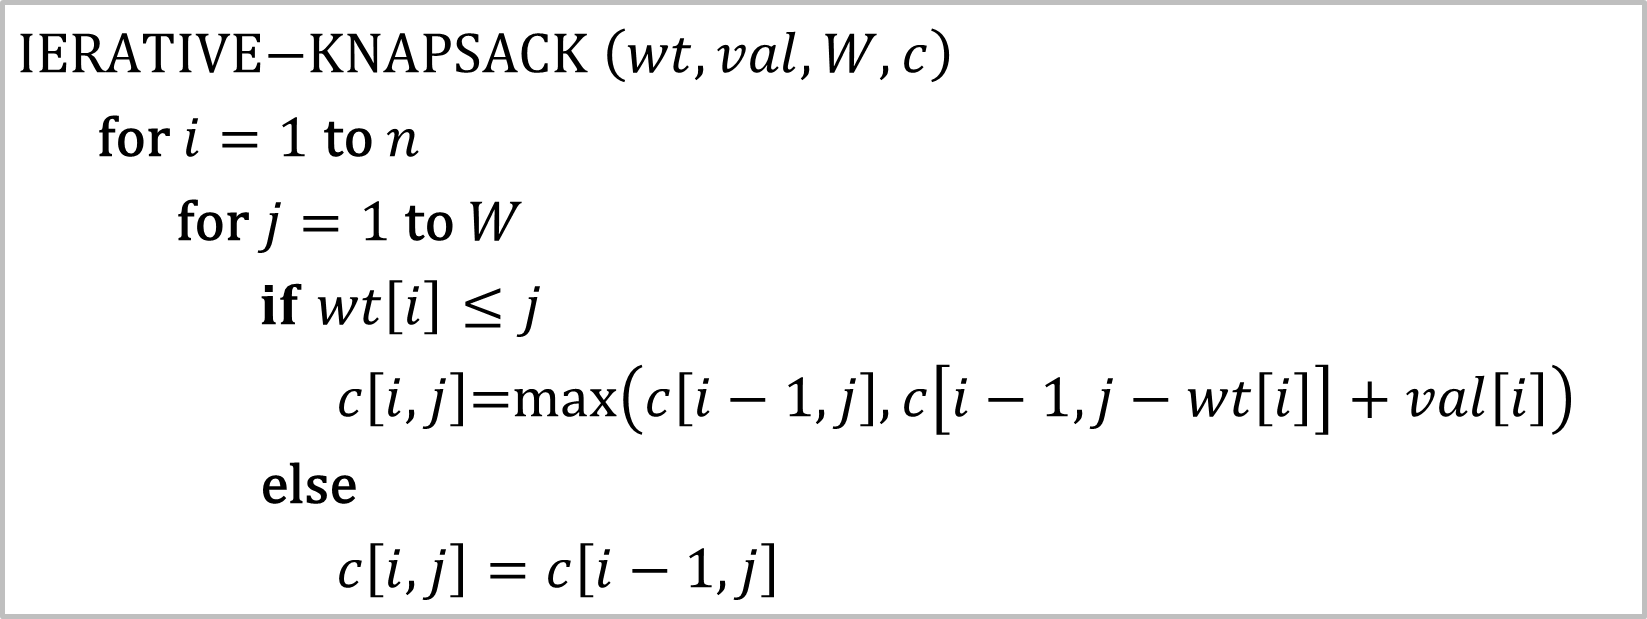 IERATIVE−KNAPSACK (wt, val, W, c)
for i = 1 to n
for j = 1 to W
if wt[i] ≤ j
c[i, j]=max(c[i − 1, j], c[i − 1, j − wt[i]] + val[i])
else
c[i, j] = c[i − 1, j]